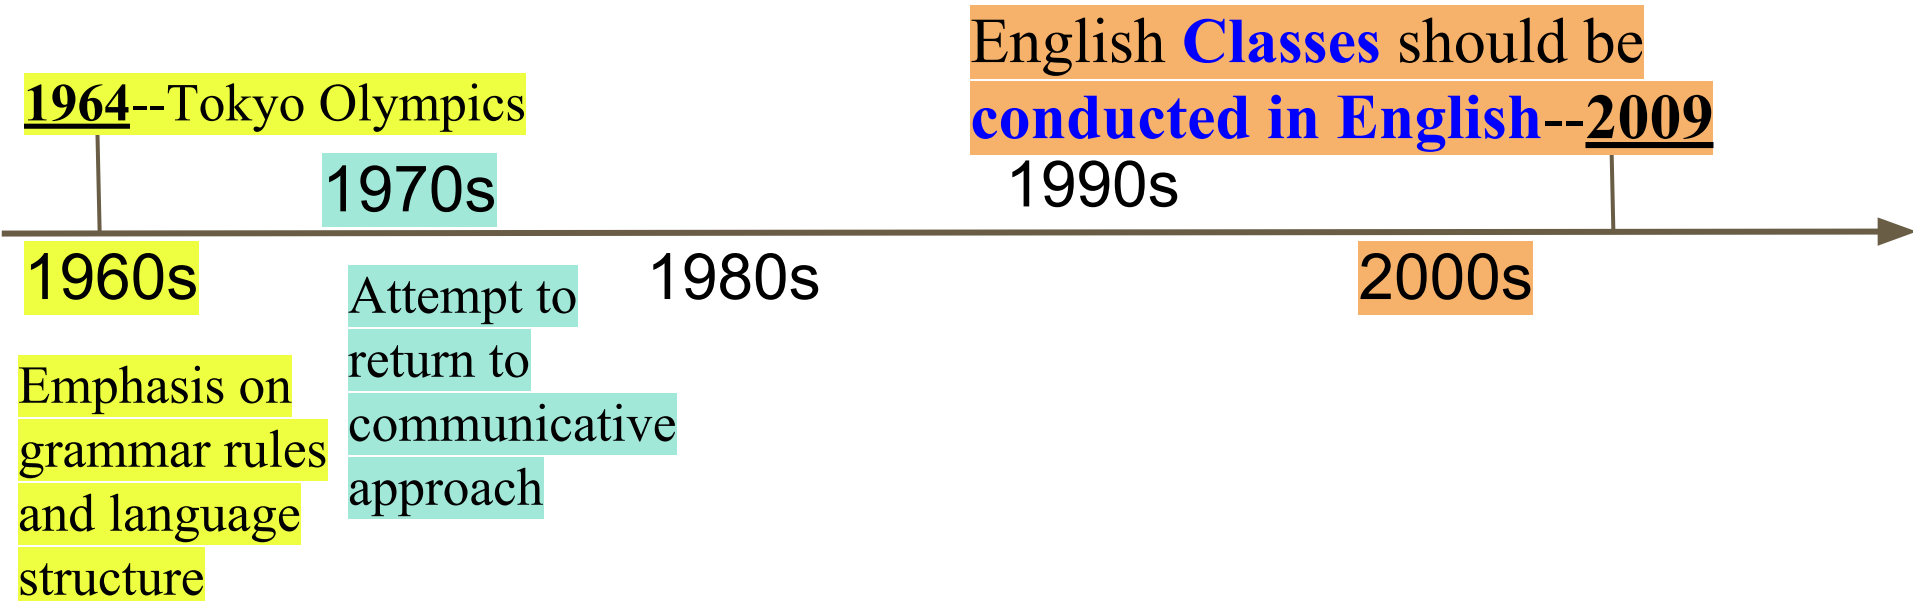 English Classes should be
conducted in English--2009
1964--Tokyo Olympics
1970s
1990s
1960s
1980s
2000s
Attempt to
return to
communicative
approach
Emphasis on
grammar rules
and language
structure